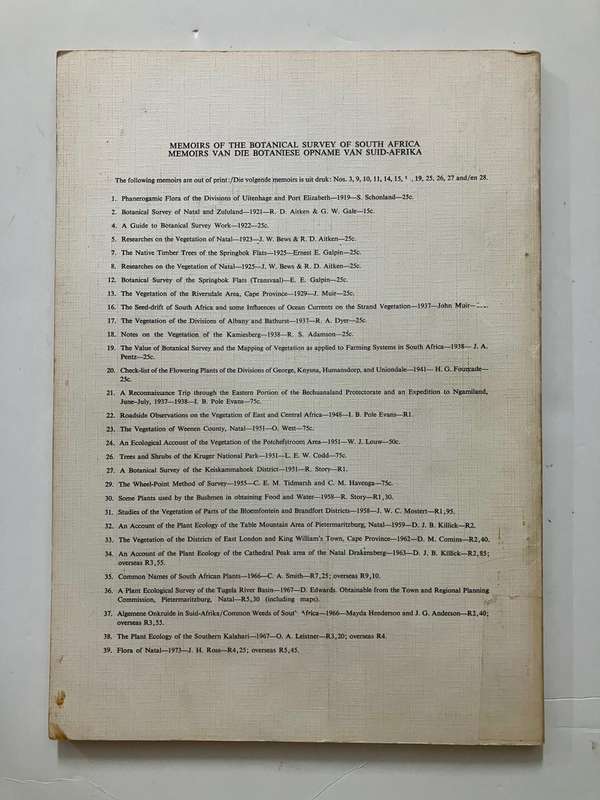 MEMOIRS OF THE BOTANICAL SURVEY OF SOUTH AFRICA
MEMOIRS VAN DIE BOTANIESE OPNAME VAN SUID-AFRIKA
The following memoirs are out of print:/Die volgende memoirs is uit druk: Nos. 3, 9, 10, 11, 14, 15, , 19, 25, 26, 27 and/en 28.
1. Phanerogamic Flora of the Divisions of Uitenhage and Port Elizabeth—1919—S. Schonland—25c.
2. Botanical Survey of Natal and Zululand—1921—R. D. Aitken & G. W. Gale—15c.
4. A Guide to Botanical Survey Work—1922—25c.
5. Researches on the Vegetation of Natal—1923—J. W. Bews & R. D. Aitken—25c.
7. The Native Timber Trees of the Springbok Flats—1925—Ernest E. Galpin—25c.
8. Researches on the Vegetation of Natal—1925—J. W. Bews & R. D. Aitken—25c.
12. Botanical Survey of the Springbok Flats (Transvaal)—E. E. Galpin—25c.
13. The Vegetation of the Riversdale Area, Cape Province—1929—J. Muir—25c.
16. The Seed-drift of South Africa and some Influences of Ocean Currents on the Strand Vegetation—1937—John Muir—
17. The Vegetation of the Divisions of Albany and Bathurst—1937—R. A. Dyer—25c.
18. Notes on the Vegetation of the Kamiesberg—1938—R. S. Adamson—25c.
19. The Value of Botanical Survey and the Mapping of Vegetation as applied to Farming Systems in South Africa—1938— J. A.
Pentz—25c.
20. Check-list of the Flowering Plants of the Divisions of George, Knysna, Humansdorp, and Uniondale—1941— H. G. Fourcade—
25c.
21. A Reconnaissance Trip through the Eastern Portion of the Bechuanaland Protectorate and an Expedition to Ngamiland,
June–July, 1937—1938—I. B. Pole Evans—75c.
22. Roadside Observations on the Vegetation of East and Central Africa—1948—I. B. Pole Evans—R1.
23. The Vegetation of Weenen County, Natal—1951—O. West—75c.
24. An Ecological Account of the Vegetation of the Potchefstroom Area—1951—W. J. Louw—50c.
26. Trees and Shrubs of the Kruger National Park—1951—L. E. W. Codd—75c.
27. A Botanical Survey of the Keiskammahoek District—1951—R. Story—R1.
29. The Wheel-Point Method of Survey—1955—C. E. M. Tidmarsh and C. M. Havenga—75c.
30. Some Plants used by the Bushmen in obtaining Food and Water—1958—R. Story—R1,30.
31. Studies of the Vegetation of Parts of the Bloemfontein and Brandfort Districts—1958—J. W. C. Mostert—R1,95.
32. An Account of the Plant Ecology of the Table Mountain Area of Pietermaritzburg, Natal—1959—D. J. B. Killick—R2.
33. The Vegetation of the Districts of East London and King William's Town, Cape Province—1962—D. M. Comins—R2,40.
34. An Account of the Plant Ecology of the Cathedral Peak area of the Natal Drakensberg—1963—D. J. B. Killick—R2,85;
overseas R3,55.
35. Common Names of South African Plants—1966—C. A. Smith—R7,25; overseas R9,10.
36. A Plant Ecological Survey of the Tugela River Basin—1967—D. Edwards. Obtainable from the Town and Regional Planning
Commission, Pietermaritzburg, Natal—R5,30 (including maps).
37. Algemene Onkruide in Suid-Afrika/Common Weeds of South Africa—1966—Mayda Henderson and J. G. Anderson—R2,40;
overseas R3,55.
38. The Plant Ecology of the Southern Kalahari—1967—O. A. Leistner—R3,20; overseas R4.
39. Flora of Natal—1973—J. H. Ross—R4,25; overseas R5,45.